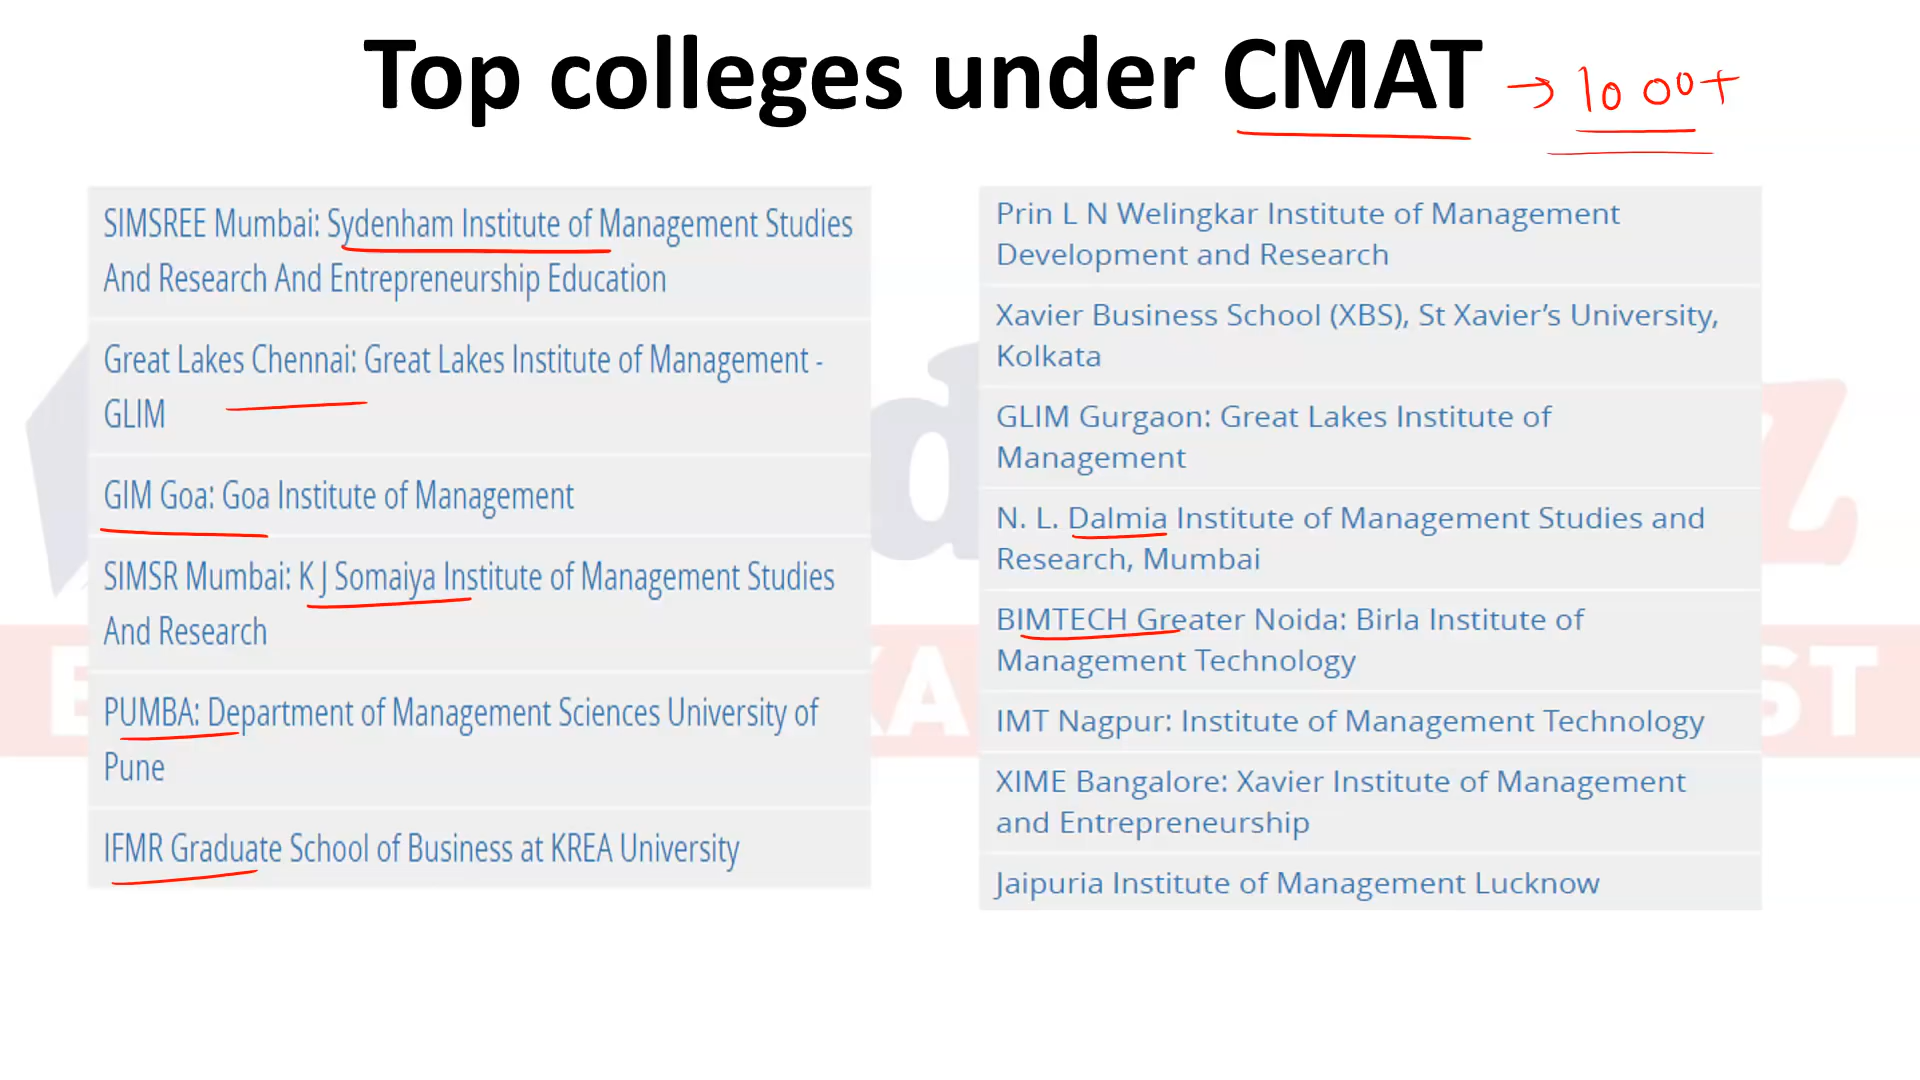 Top colleges under CMAT → 1000+
SIMSREE Mumbai: Sydenham Institute of Management Studies
And Research And Entrepreneurship Education
Great Lakes Chennai: Great Lakes Institute of Management -
GLIM
GIM Goa: Goa Institute of Management
SIMSR Mumbai: K J Somaiya Institute of Management Studies
And Research
PUMBA: Department of Management Sciences University of
Pune
IFMR Graduate School of Business at KREA University
Prin L N Welingkar Institute of Management
Development and Research
Xavier Business School (XBS), St Xavier’s University,
Kolkata
GLIM Gurgaon: Great Lakes Institute of
Management
N. L. Dalmia Institute of Management Studies and
Research, Mumbai
BIMTECH Greater Noida: Birla Institute of
Management Technology
IMT Nagpur: Institute of Management Technology
XIME Bangalore: Xavier Institute of Management
and Entrepreneurship
Jaipuria Institute of Management Lucknow